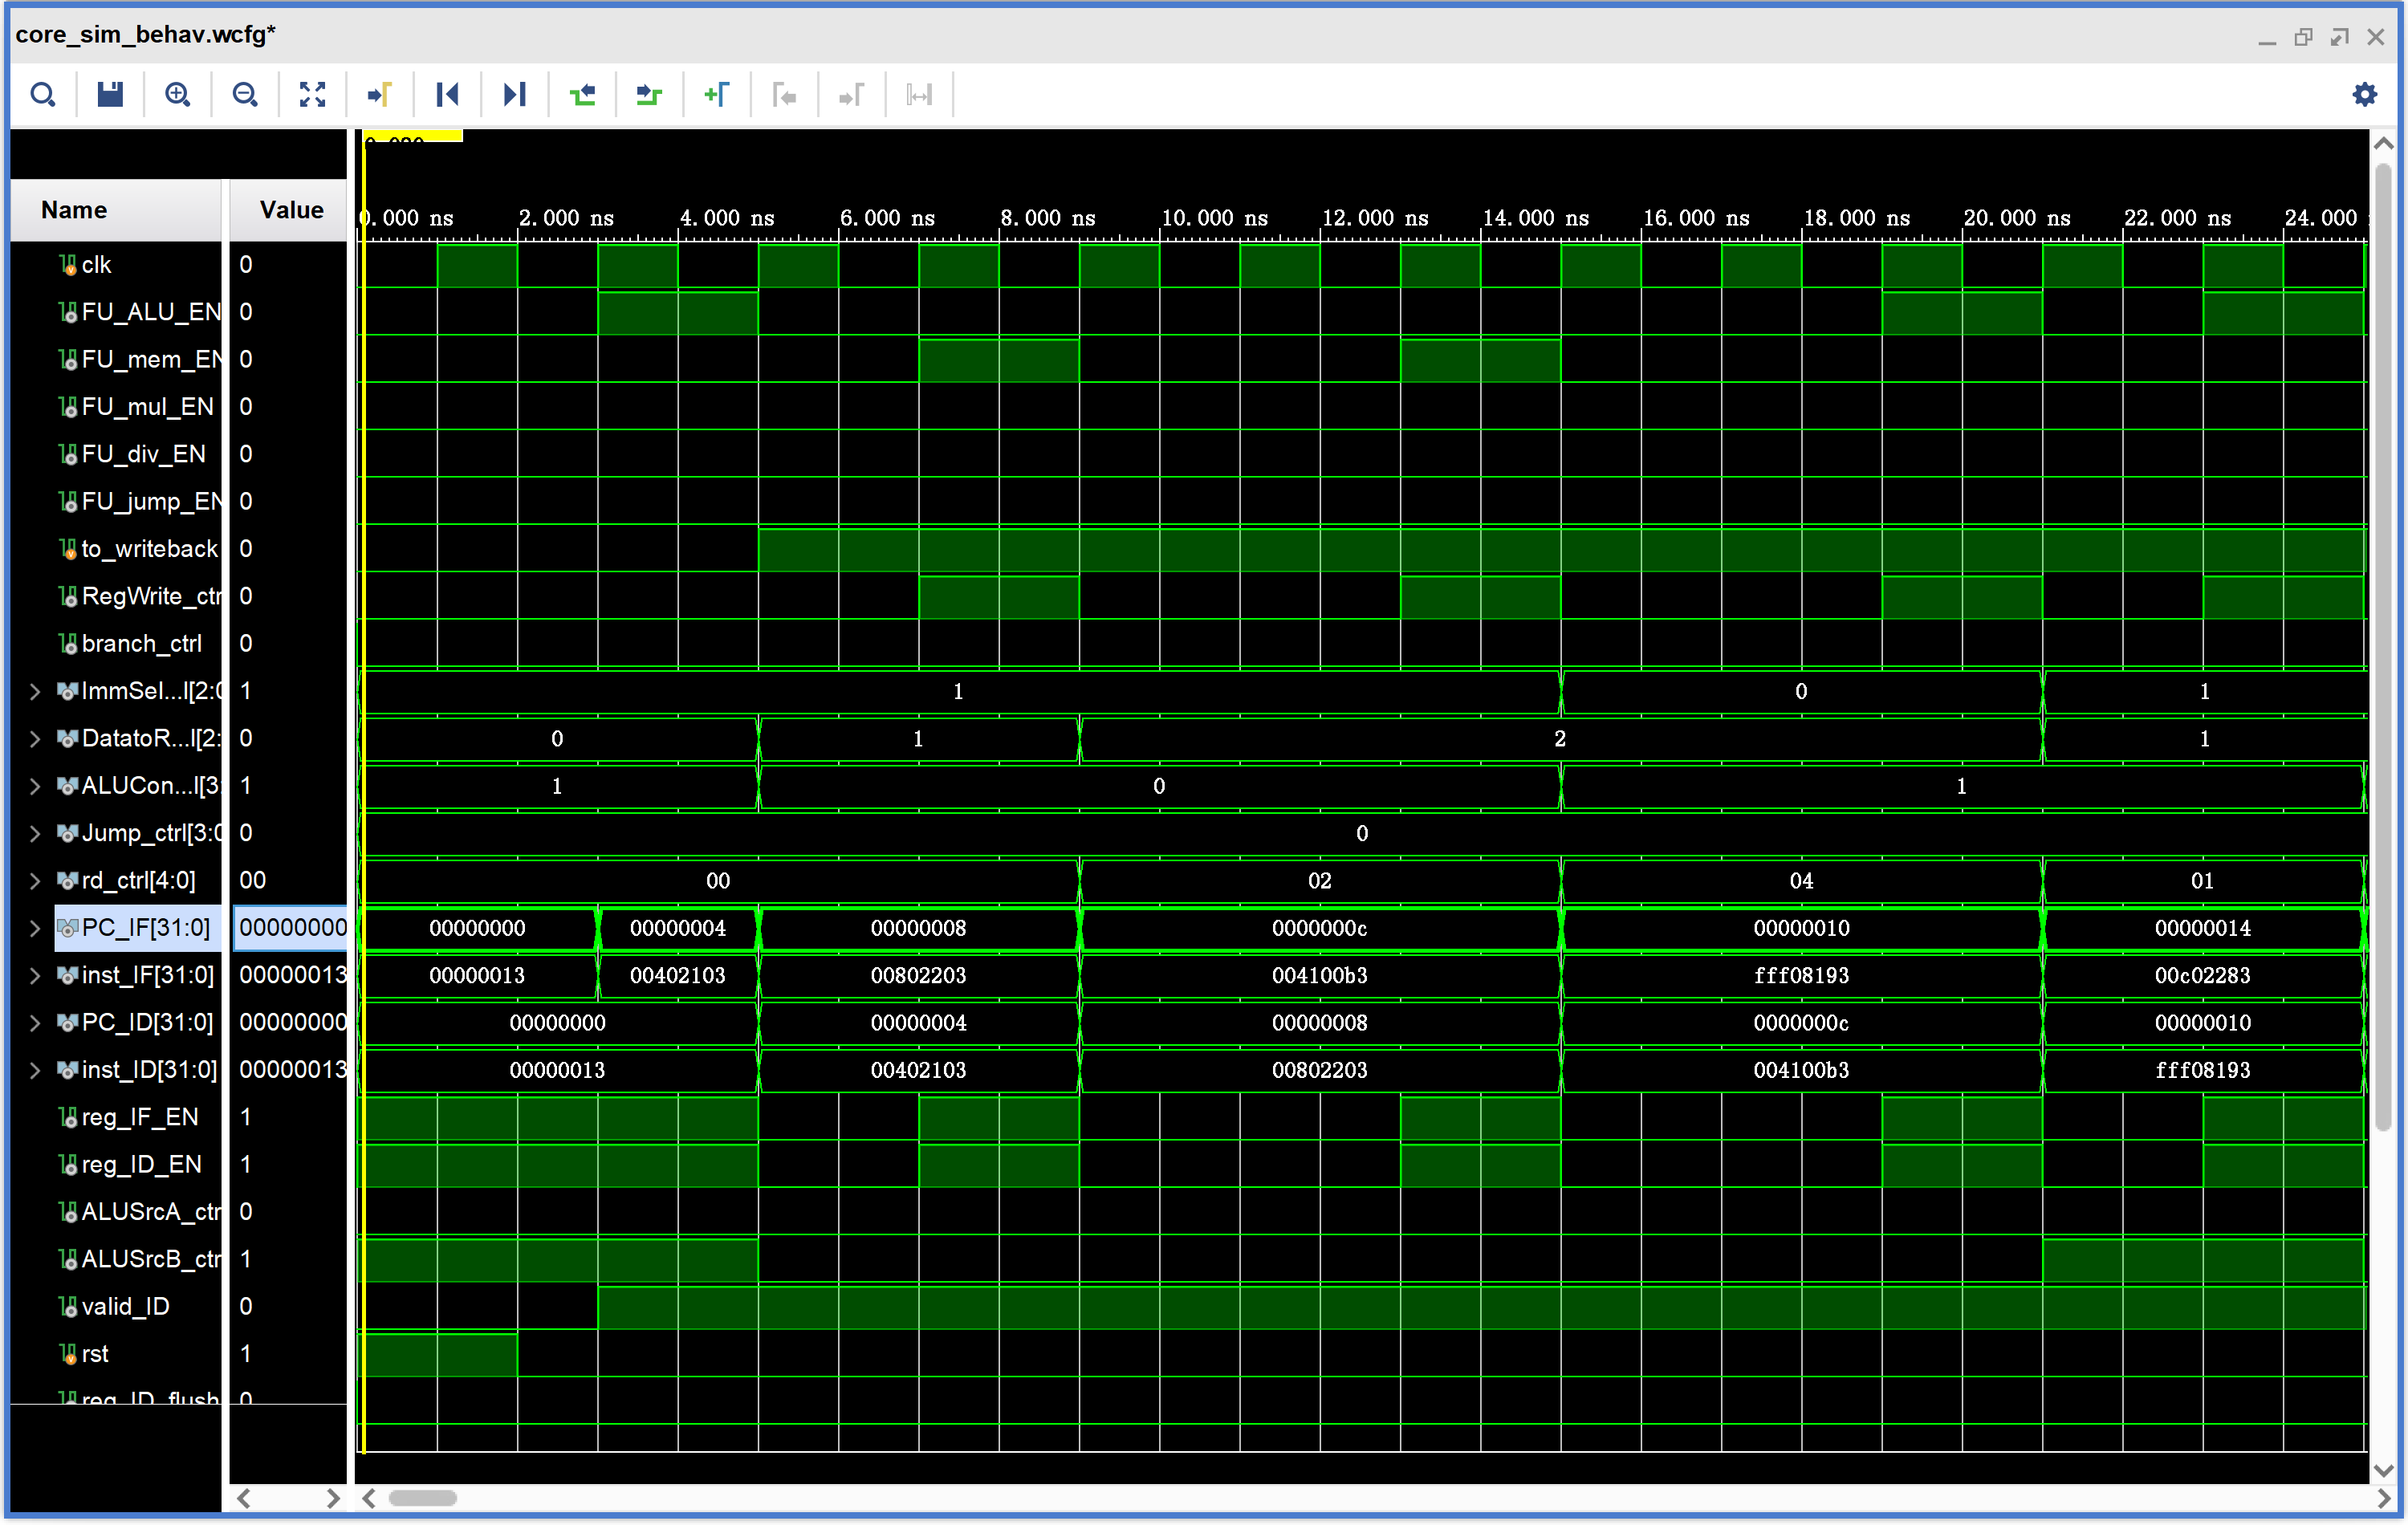 core_sim_behav.wcfg*
Name Value 0.000 ns 2.000 ns 4.000 ns 6.000 ns 8.000 ns 10.000 ns 12.000 ns 14.000 ns 16.000 ns 18.000 ns 20.000 ns 22.000 ns 24.000
clk 0
FU_ALU_EN 0
FU_mem_EN 0
FU_mul_EN 0
FU_div_EN 0
FU_jump_EN 0
to_writeback 0
RegWrite_ctr 0
branch_ctrl 0
ImmSel...l[2:0 1 1 0 1
DatatoR...l[2: 0 0 1 2 1
ALUCon...l[3: 1 1 0 1
Jump_ctrl[3:0 0 0
rd_ctrl[4:0] 00 00 02 04 01
PC_IF[31:0] 00000000 00000000 00000004 00000008 0000000c 00000010 00000014
inst_IF[31:0] 00000013 00000013 00402103 00802203 004100b3 fff08193 00c02283
PC_ID[31:0] 00000000 00000000 00000004 00000008 0000000c 00000010
inst_ID[31:0] 00000013 00000013 00402103 00802203 004100b3 fff08193
reg_IF_EN 1
reg_ID_EN 1
ALUSrcA_ctr 0
ALUSrcB_ctr 1
valid_ID 0
rst 1
reg_ID_flush 0